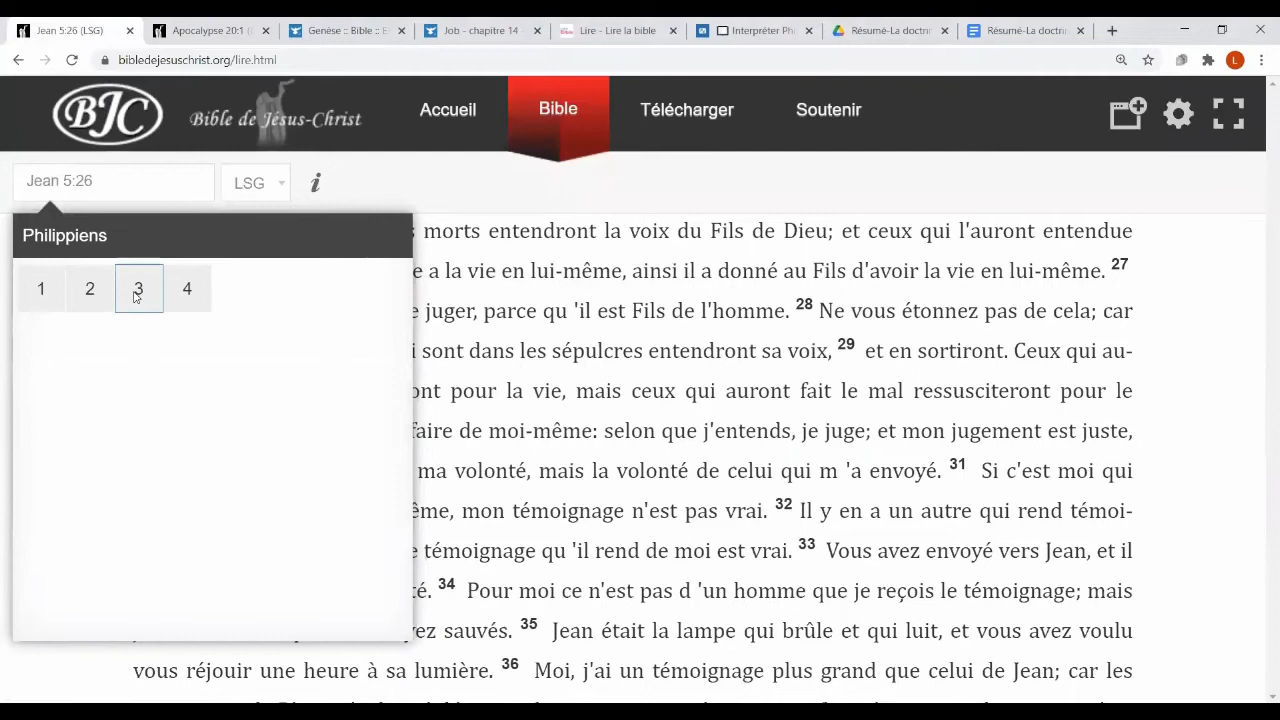 Jean 5:26 (LSG)
Apocalypse 20:1 (
Genèse :: Bible :: E
Job - chapitre 14 -
Lire - Lire la bible
Interpréter Phi
Résumé-La doctri
Résumé-La doctri
bibledejesuschrist.org/lire.html
L
BJC
Bible de Jésus-Christ
Accueil
Bible
Télécharger
Soutenir
Jean 5:26
LSG
i
Philippiens
1 2 3 4
morts entendront la voix du Fils de Dieu; et ceux qui l'auront entendue
e a la vie en lui-même, ainsi il a donné au Fils d'avoir la vie en lui-même. 27
e juger, parce qu 'il est Fils de l'homme. 28 Ne vous étonnez pas de cela; car
i sont dans les sépulcres entendront sa voix, 29 et en sortiront. Ceux qui au-
ont pour la vie, mais ceux qui auront fait le mal ressusciteront pour le
faire de moi-même: selon que j'entends, je juge; et mon jugement est juste,
ma volonté, mais la volonté de celui qui m 'a envoyé. 31 Si c'est moi qui
ême, mon témoignage n'est pas vrai. 32 Il y en a un autre qui rend témoi-
e témoignage qu 'il rend de moi est vrai. 33 Vous avez envoyé vers Jean, et il
té. 34 Pour moi ce n'est pas d 'un homme que je reçois le témoignage; mais
yez sauvés. 35 Jean était la lampe qui brûle et qui luit, et vous avez voulu
vous réjouir une heure à sa lumière. 36 Moi, j'ai un témoignage plus grand que celui de Jean; car les